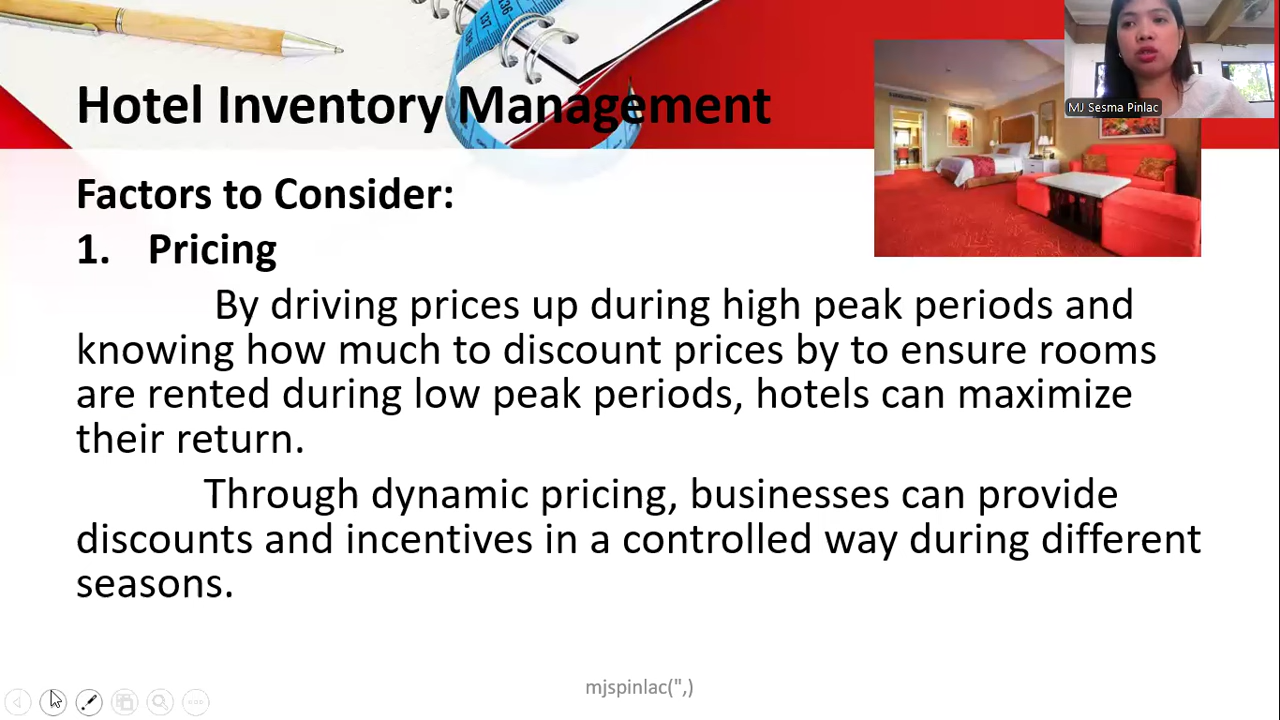 MJ Sesma Pinlac
Hotel Inventory Management
Factors to Consider:
1. Pricing
By driving prices up during high peak periods and
knowing how much to discount prices by to ensure rooms
are rented during low peak periods, hotels can maximize
their return.
Through dynamic pricing, businesses can provide
discounts and incentives in a controlled way during different
seasons.
mjspinlac(",)